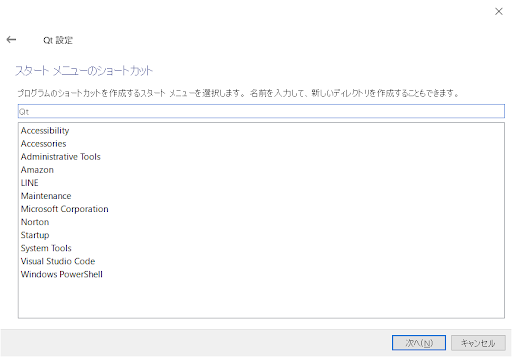 Qt 設定
スタート メニューのショートカット
プログラムのショートカットを作成するスタート メニューを選択します。 名前を入力して、新しいディレクトリを作成することもできます。
Qt
Accessibility
Accessories
Administrative Tools
Amazon
LINE
Maintenance
Microsoft Corporation
Norton
Startup
System Tools
Visual Studio Code
Windows PowerShell
次へ(N) キャンセル